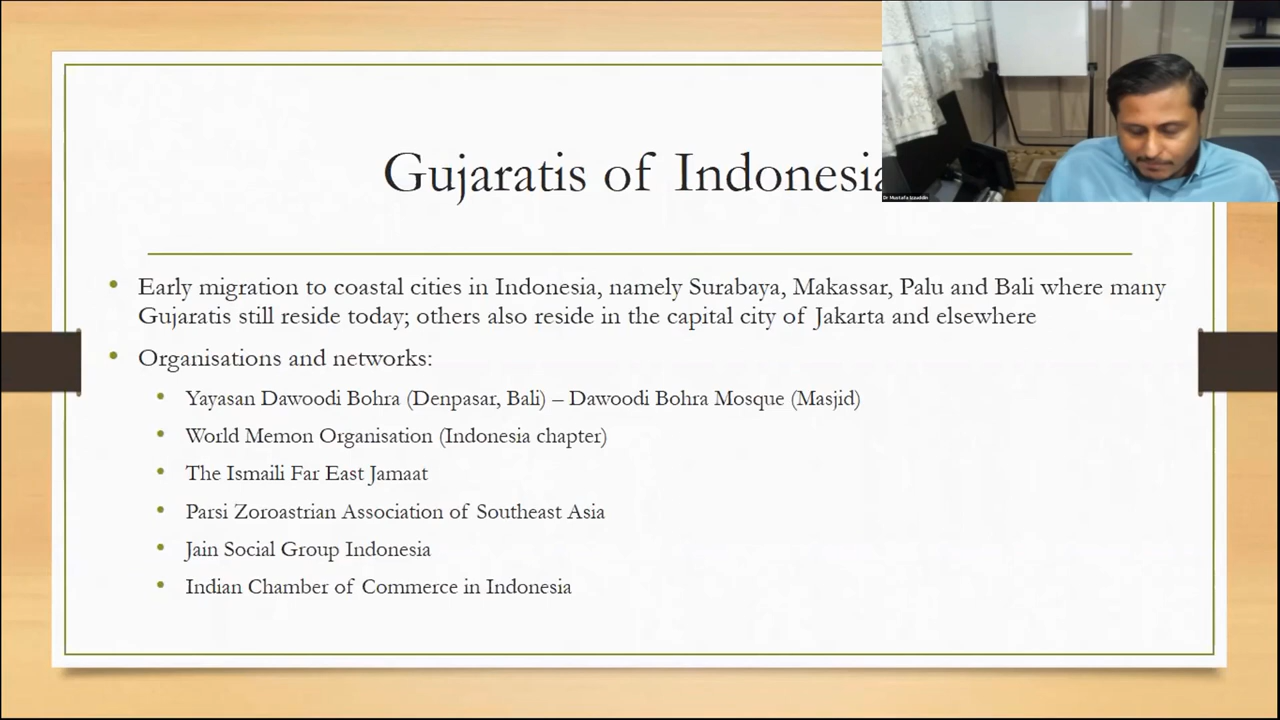 Gujaratis of Indonesia
Dr Mustafa Izzuddin
Early migration to coastal cities in Indonesia, namely Surabaya, Makassar, Palu and Bali where many
Gujaratis still reside today; others also reside in the capital city of Jakarta and elsewhere
Organisations and networks:
Yayasan Dawoodi Bohra (Denpasar, Bali) – Dawoodi Bohra Mosque (Masjid)
World Memon Organisation (Indonesia chapter)
The Ismaili Far East Jamaat
Parsi Zoroastrian Association of Southeast Asia
Jain Social Group Indonesia
Indian Chamber of Commerce in Indonesia